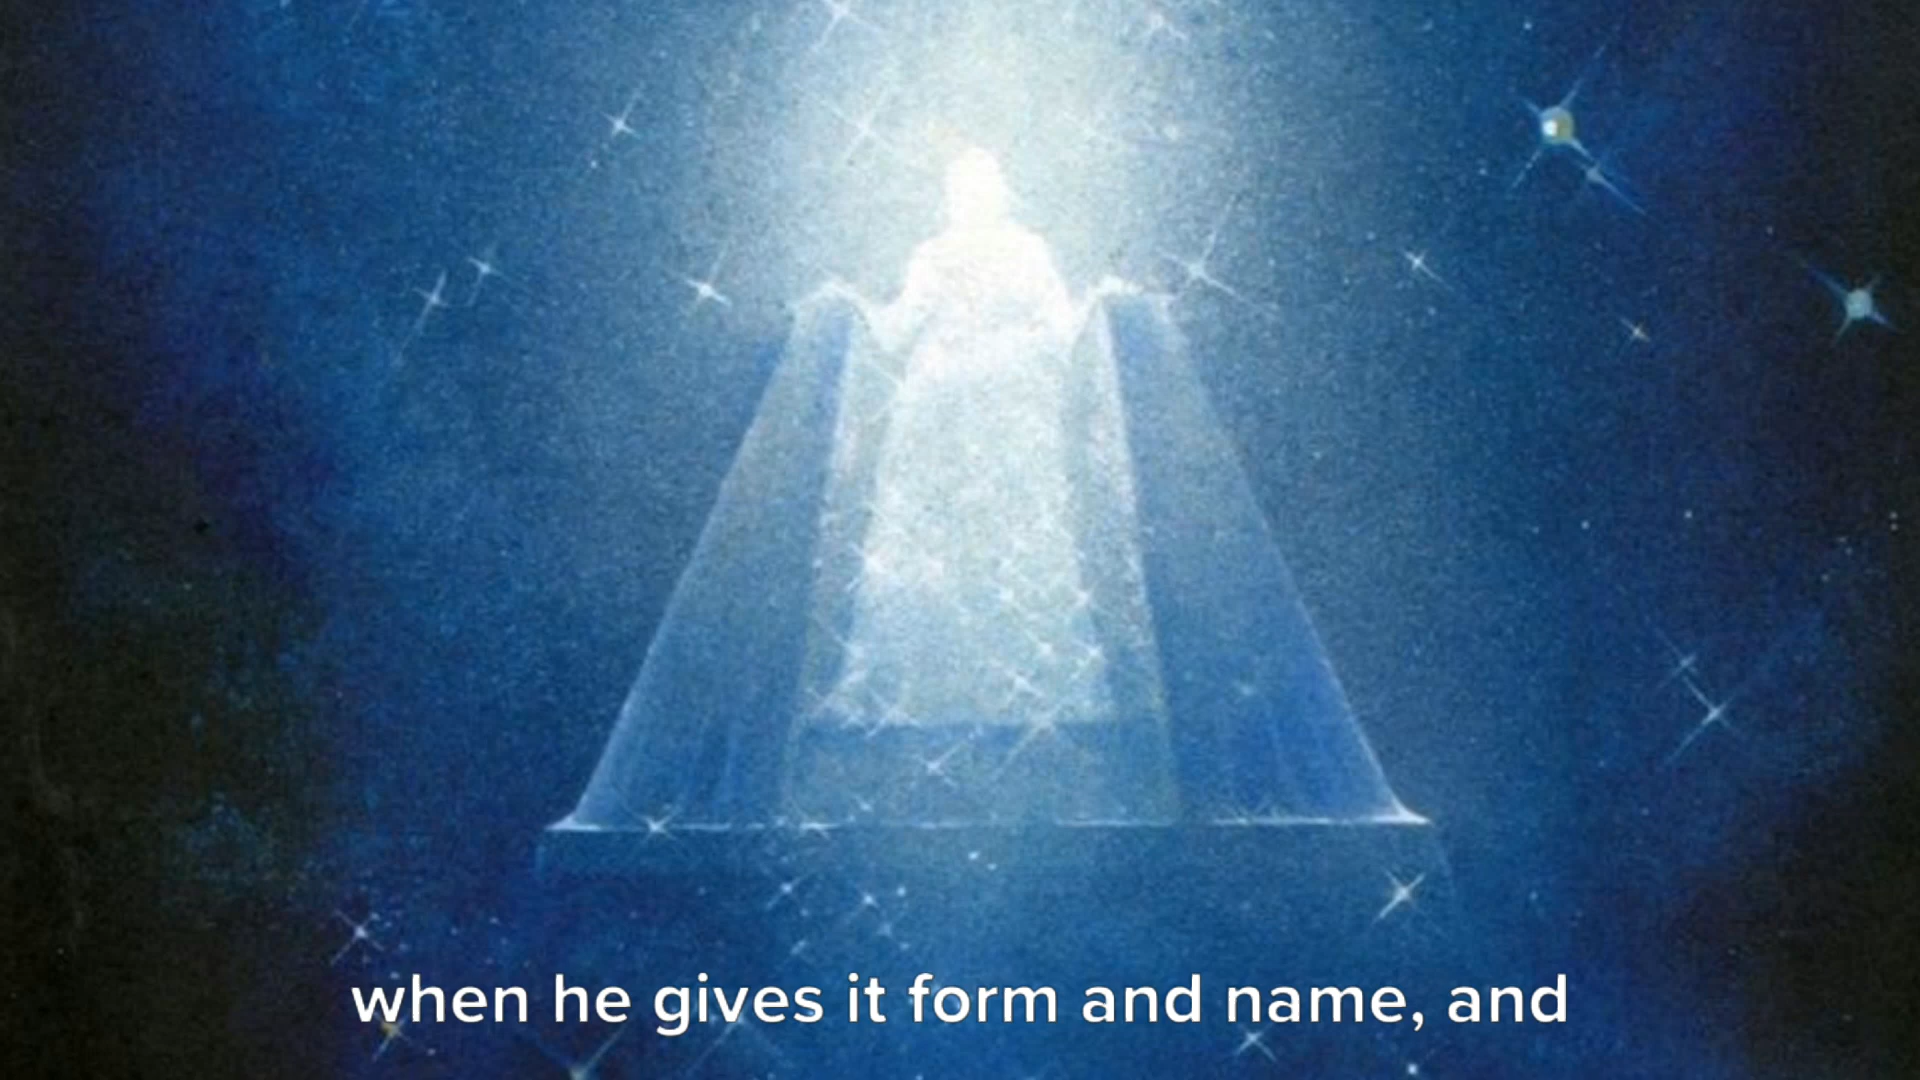 when he gives it form and name, and